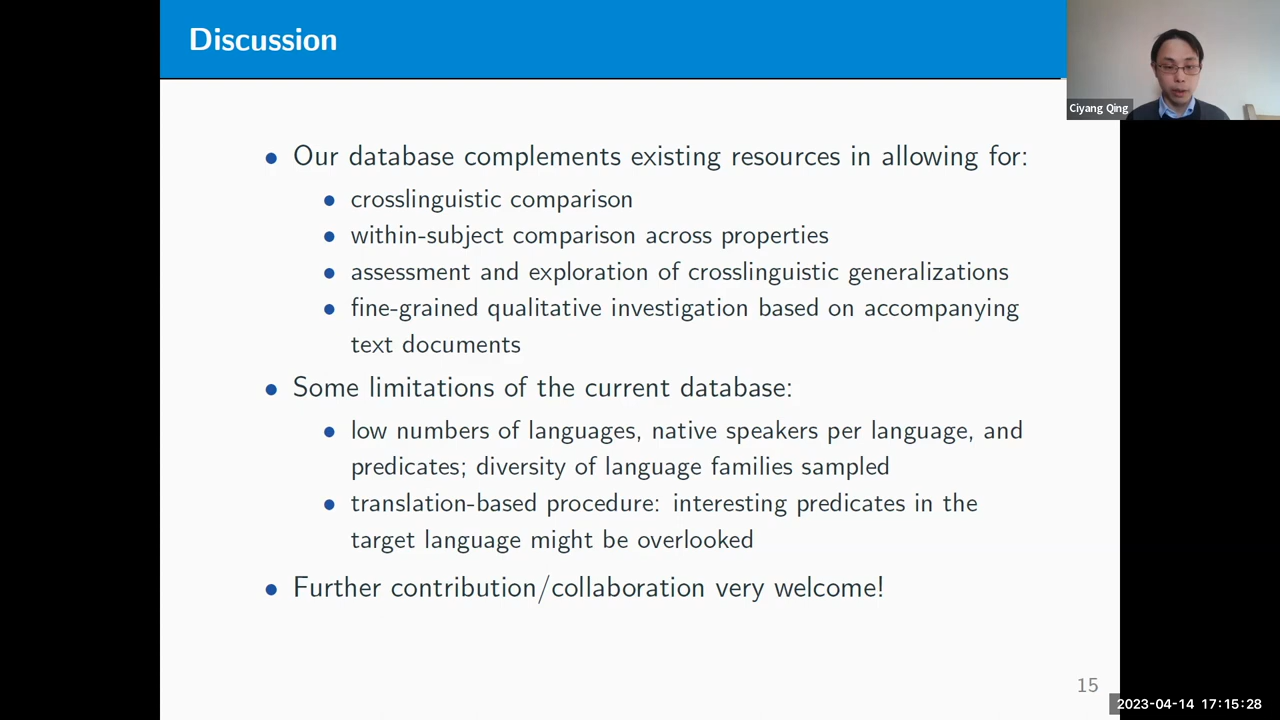 Discussion
Ciyang Qing
• Our database complements existing resources in allowing for:
• crosslinguistic comparison
• within-subject comparison across properties
• assessment and exploration of crosslinguistic generalizations
• fine-grained qualitative investigation based on accompanying
text documents
• Some limitations of the current database:
• low numbers of languages, native speakers per language, and
predicates; diversity of language families sampled
• translation-based procedure: interesting predicates in the
target language might be overlooked
• Further contribution/collaboration very welcome!
15
2023-04-14 17:15:28